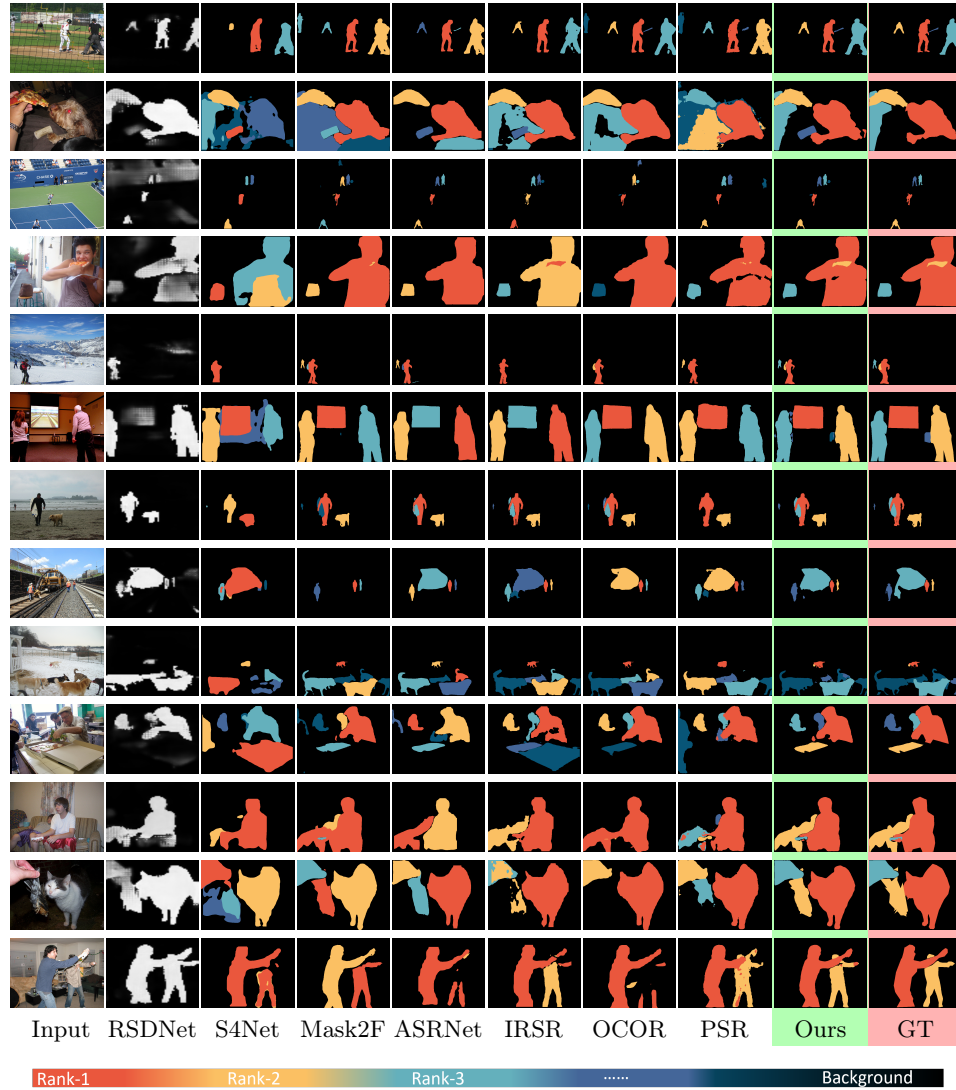 Input RSDNet S4Net Mask2F ASRNet IRSR OCOR PSR Ours GT
Rank-1 Rank-2 Rank-3 ...... Background